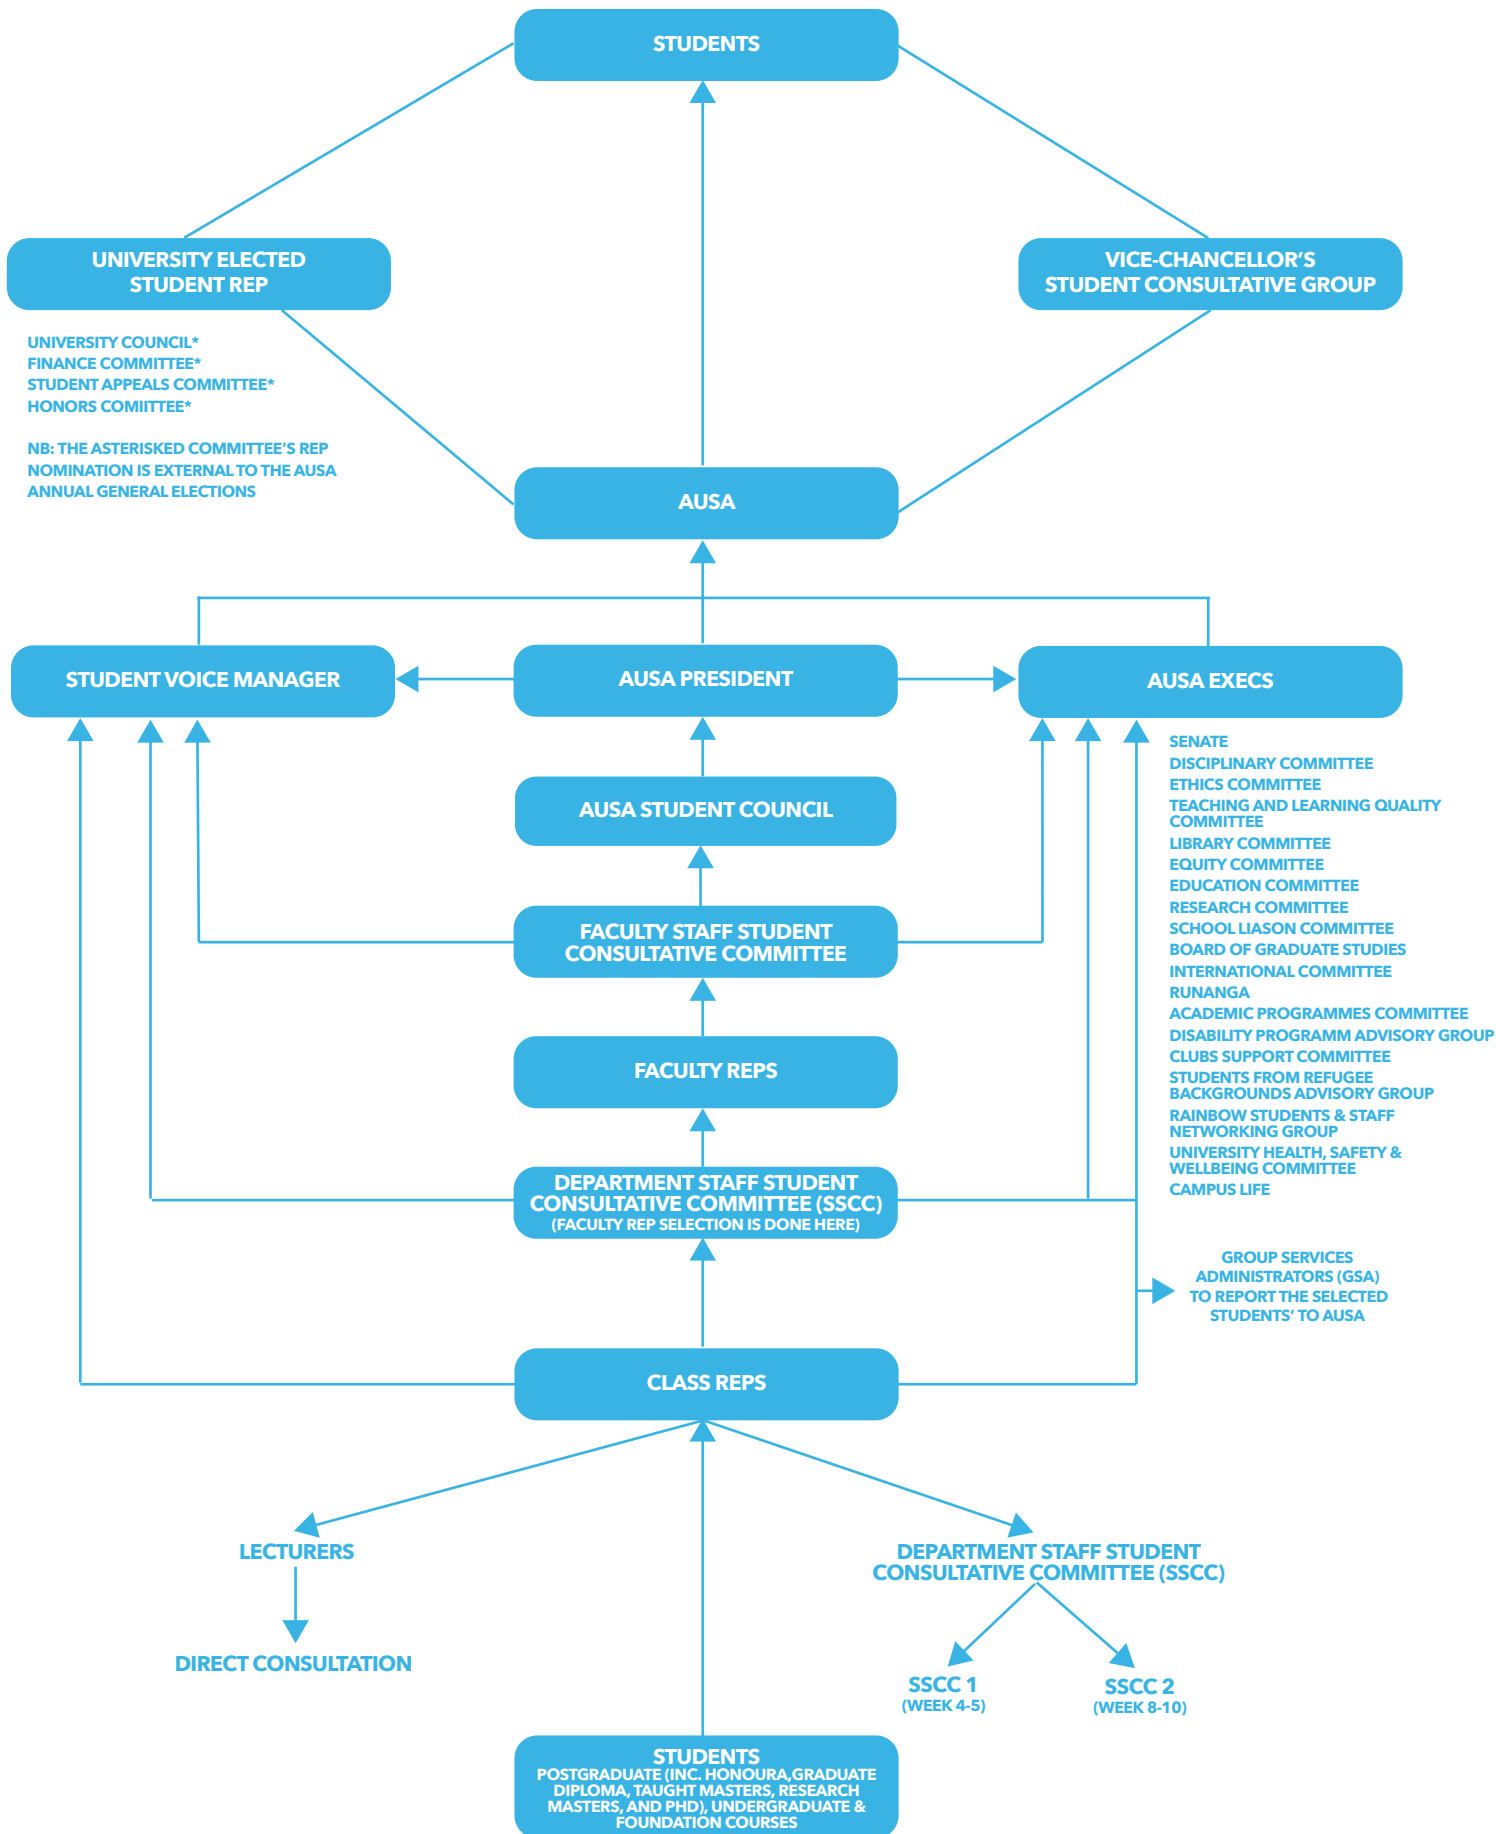 STUDENTS
UNIVERSITY ELECTED
STUDENT REP
VICE-CHANCELLOR'S
STUDENT CONSULTATIVE GROUP
UNIVERSITY COUNCIL*
FINANCE COMMITTEE*
STUDENT APPEALS COMMITTEE*
HONORS COMIITTEE*
NB: THE ASTERISKED COMMITTEE'S REP
NOMINATION IS EXTERNAL TO THE AUSA
ANNUAL GENERAL ELECTIONS
AUSA
STUDENT VOICE MANAGER
AUSA PRESIDENT
AUSA EXECS
SENATE
DISCIPLINARY COMMITTEE
ETHICS COMMITTEE
TEACHING AND LEARNING QUALITY
COMMITTEE
LIBRARY COMMITTEE
EQUITY COMMITTEE
EDUCATION COMMITTEE
RESEARCH COMMITTEE
SCHOOL LIASON COMMITTEE
BOARD OF GRADUATE STUDIES
INTERNATIONAL COMMITTEE
RUNANGA
ACADEMIC PROGRAMMES COMMITTEE
DISABILITY PROGRAMM ADVISORY GROUP
CLUBS SUPPORT COMMITTEE
STUDENTS FROM REFUGEE
BACKGROUNDS ADVISORY GROUP
RAINBOW STUDENTS & STAFF
NETWORKING GROUP
UNIVERSITY HEALTH, SAFETY &
WELLBEING COMMITTEE
CAMPUS LIFE
AUSA STUDENT COUNCIL
FACULTY STAFF STUDENT
CONSULTATIVE COMMITTEE
FACULTY REPS
DEPARTMENT STAFF STUDENT
CONSULTATIVE COMMITTEE (SSCC)
(FACULTY REP SELECTION IS DONE HERE)
GROUP SERVICES
ADMINISTRATORS (GSA)
TO REPORT THE SELECTED
STUDENTS' TO AUSA
CLASS REPS
LECTURERS
DIRECT CONSULTATION
DEPARTMENT STAFF STUDENT
CONSULTATIVE COMMITTEE (SSCC)
SSCC 1
(WEEK 4-5)
SSCC 2
(WEEK 8-10)
STUDENTS
POSTGRADUATE (INC. HONOURA,GRADUATE
DIPLOMA, TAUGHT MASTERS, RESEARCH
MASTERS, AND PHD), UNDERGRADUATE &
FOUNDATION COURSES